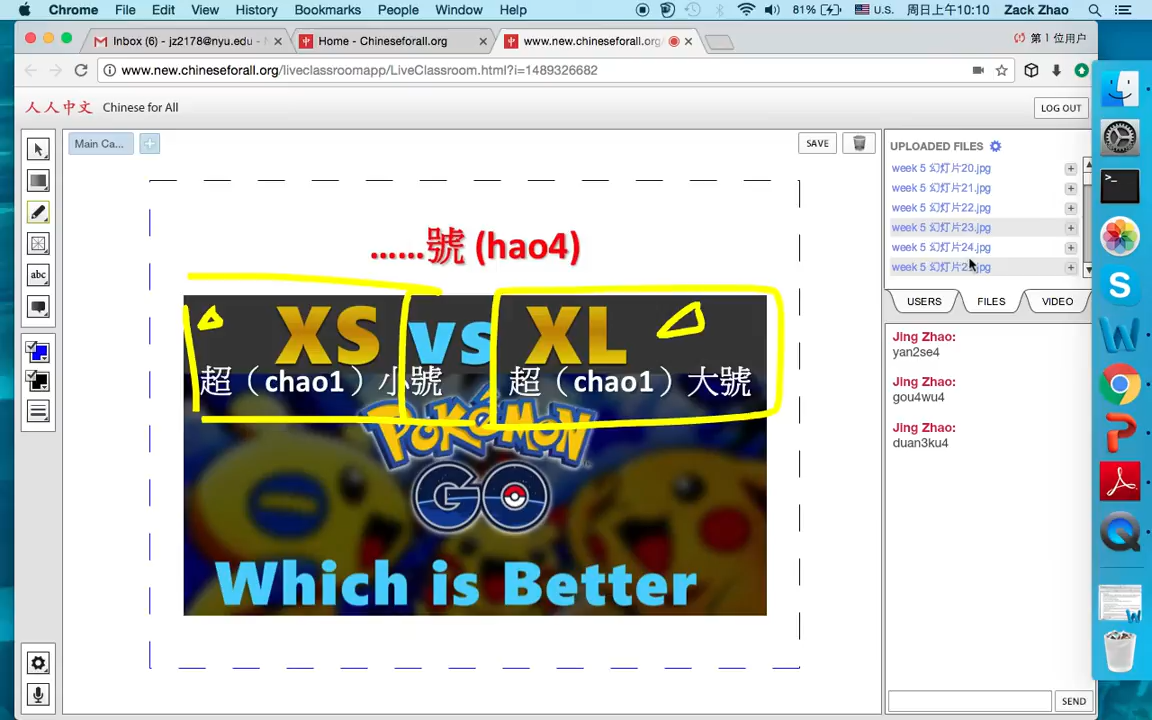 Chrome File Edit View History Bookmarks People Window Help 81% U.S. 周日上午10:10 Zack Zhao
Inbox (6) - jz2178@nyu.edu -
Home - Chineseforall.org
www.new.chineseforall.org/
第 1 位用户
www.new.chineseforall.org/liveclassroomapp/LiveClassroom.html?i=1489326682
人人中文 Chinese for All
LOG OUT
Main Ca...
SAVE
abc
……號 (hao4)
XS vs XL
超（chao1）小號
超（chao1）大號
POKÉMON
GO
Which is Better
UPLOADED FILES
week 5 幻灯片20.jpg
week 5 幻灯片21.jpg
week 5 幻灯片22.jpg
week 5 幻灯片23.jpg
week 5 幻灯片24.jpg
USERS FILES VIDEO
Jing Zhao:
yan2se4
Jing Zhao:
gou4wu4
Jing Zhao:
duan3ku4
SEND